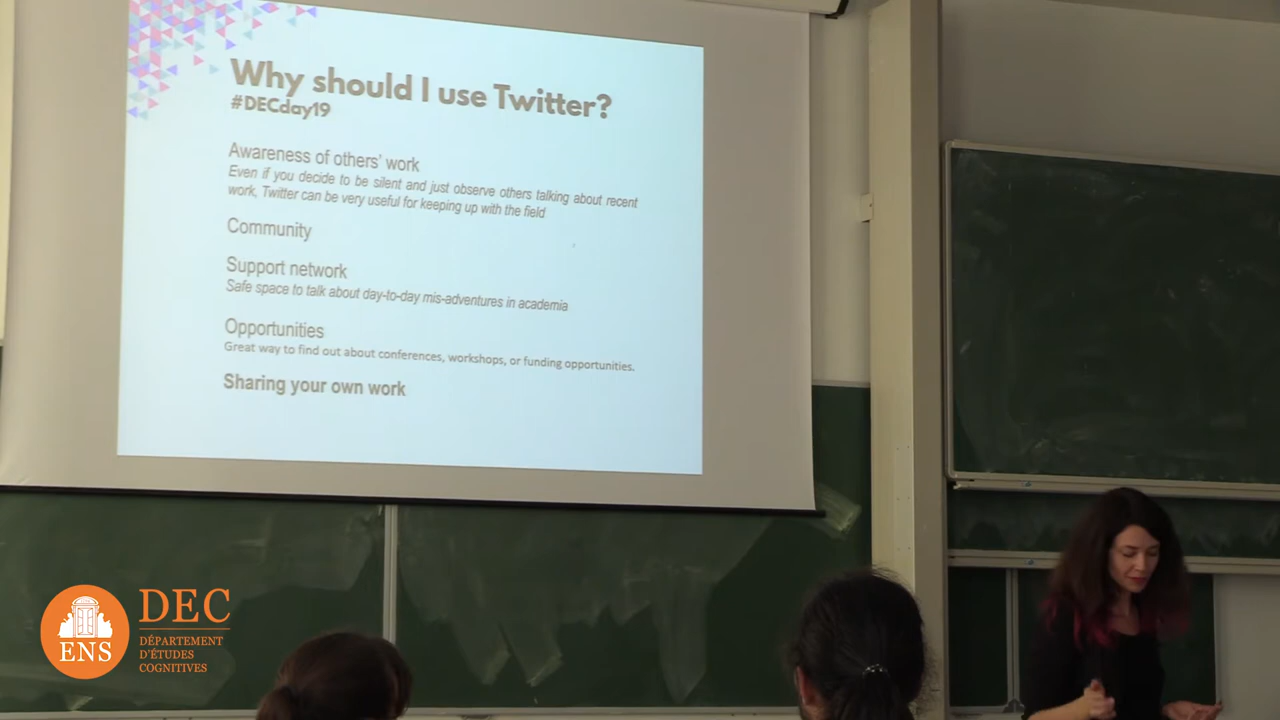 Why should I use Twitter?
#DECday19
Awareness of others' work
Even if you decide to be silent and just observe others talking about recent
work, Twitter can be very useful for keeping up with the field
Community
Support network
Safe space to talk about day-to-day mis-adventures in academia
Opportunities
Great way to find out about conferences, workshops, or funding opportunities.
Sharing your own work
ENS
DEC
DÉPARTEMENT
D'ÉTUDES
COGNITIVES